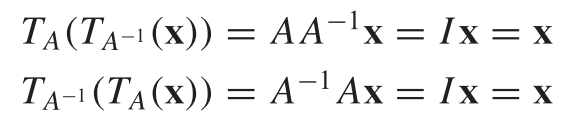 T_A(T_{A^{-1}}(𝐱)) = AA^{-1}𝐱 = I𝐱 = 𝐱
T_{A^{-1}}(T_A(𝐱)) = A^{-1}A𝐱 = I𝐱 = 𝐱